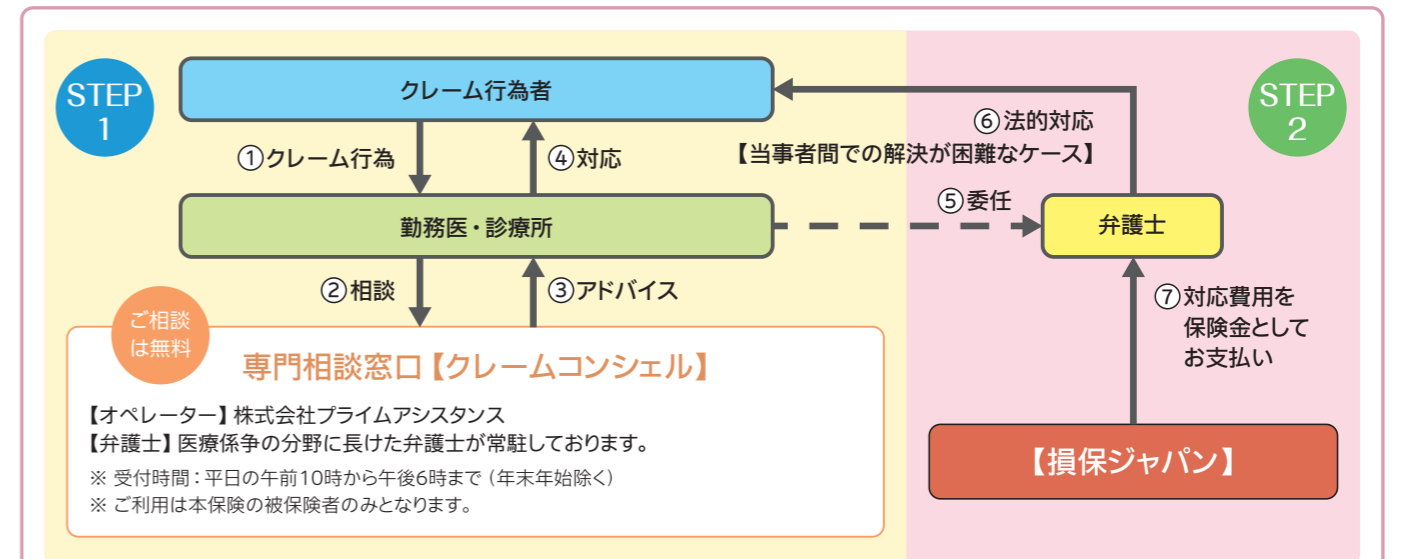 STEP
1
クレーム行為者
STEP
2
①クレーム行為
④対応
⑥法的対応
【当事者間での解決が困難なケース】
勤務医・診療所
⑤委任
弁護士
②相談
③アドバイス
⑦対応費用を
保険金として
お支払い
ご相談
は無料
専門相談窓口【クレームコンシェル】
【オペレーター】株式会社プライムアシスタンス
【弁護士】医療係争の分野に長けた弁護士が常駐しております。
※ 受付時間：平日の午前10時から午後6時まで（年末年始除く）
※ ご利用は本保険の被保険者のみとなります。
【損保ジャパン】